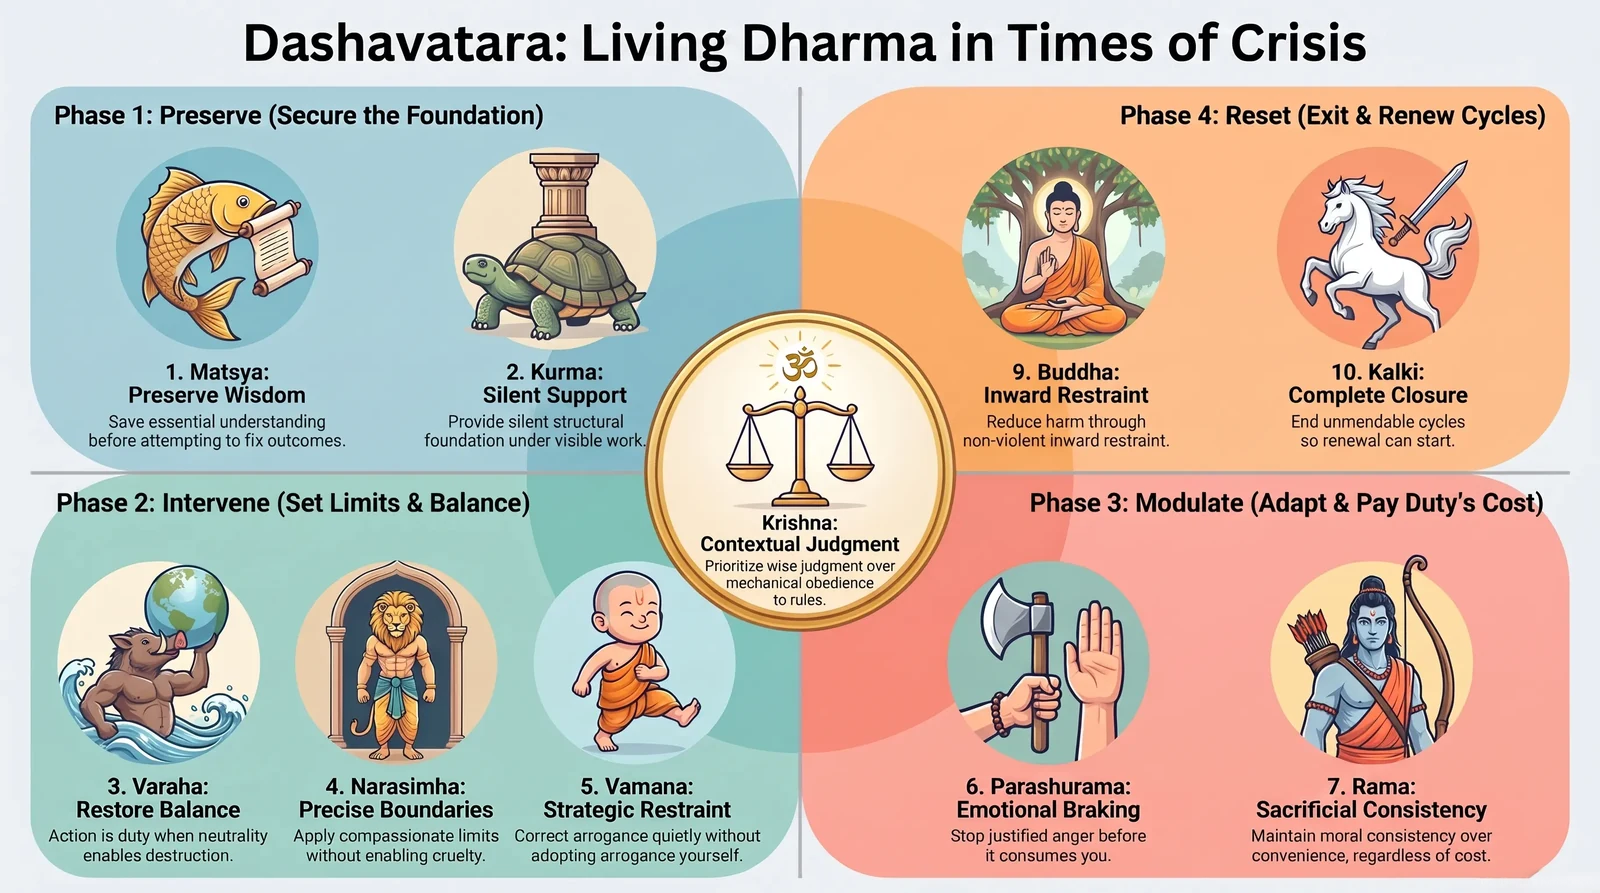 Dashavatara: Living Dharma in Times of Crisis
Phase 1: Preserve (Secure the Foundation)
1. Matsya:
Preserve Wisdom
Save essential understanding
before attempting to fix outcomes.
2. Kurma:
Silent Support
Provide silent structural
foundation under visible work.
Phase 4: Reset (Exit & Renew Cycles)
9. Buddha:
Inward Restraint
Reduce harm through
non-violent inward restraint.
10. Kalki:
Complete Closure
End unmendable cycles
so renewal can start.
ॐ
Krishna:
Contextual Judgment
Prioritize wise judgment over
mechanical obedience
to rules.
Phase 2: Intervene (Set Limits & Balance)
3. Varaha:
Restore Balance
Action is duty when neutrality
enables destruction.
4. Narasimha:
Precise Boundaries
Apply compassionate limits
without enabling cruelty.
5. Vamana:
Strategic Restraint
Correct arrogance quietly without
adopting arrogance yourself.
Phase 3: Modulate (Adapt & Pay Duty's Cost)
6. Parashurama:
Emotional Braking
Stop justified anger before
it consumes you.
7. Rama:
Sacrificial Consistency
Maintain moral consistency over
convenience, regardless of cost.